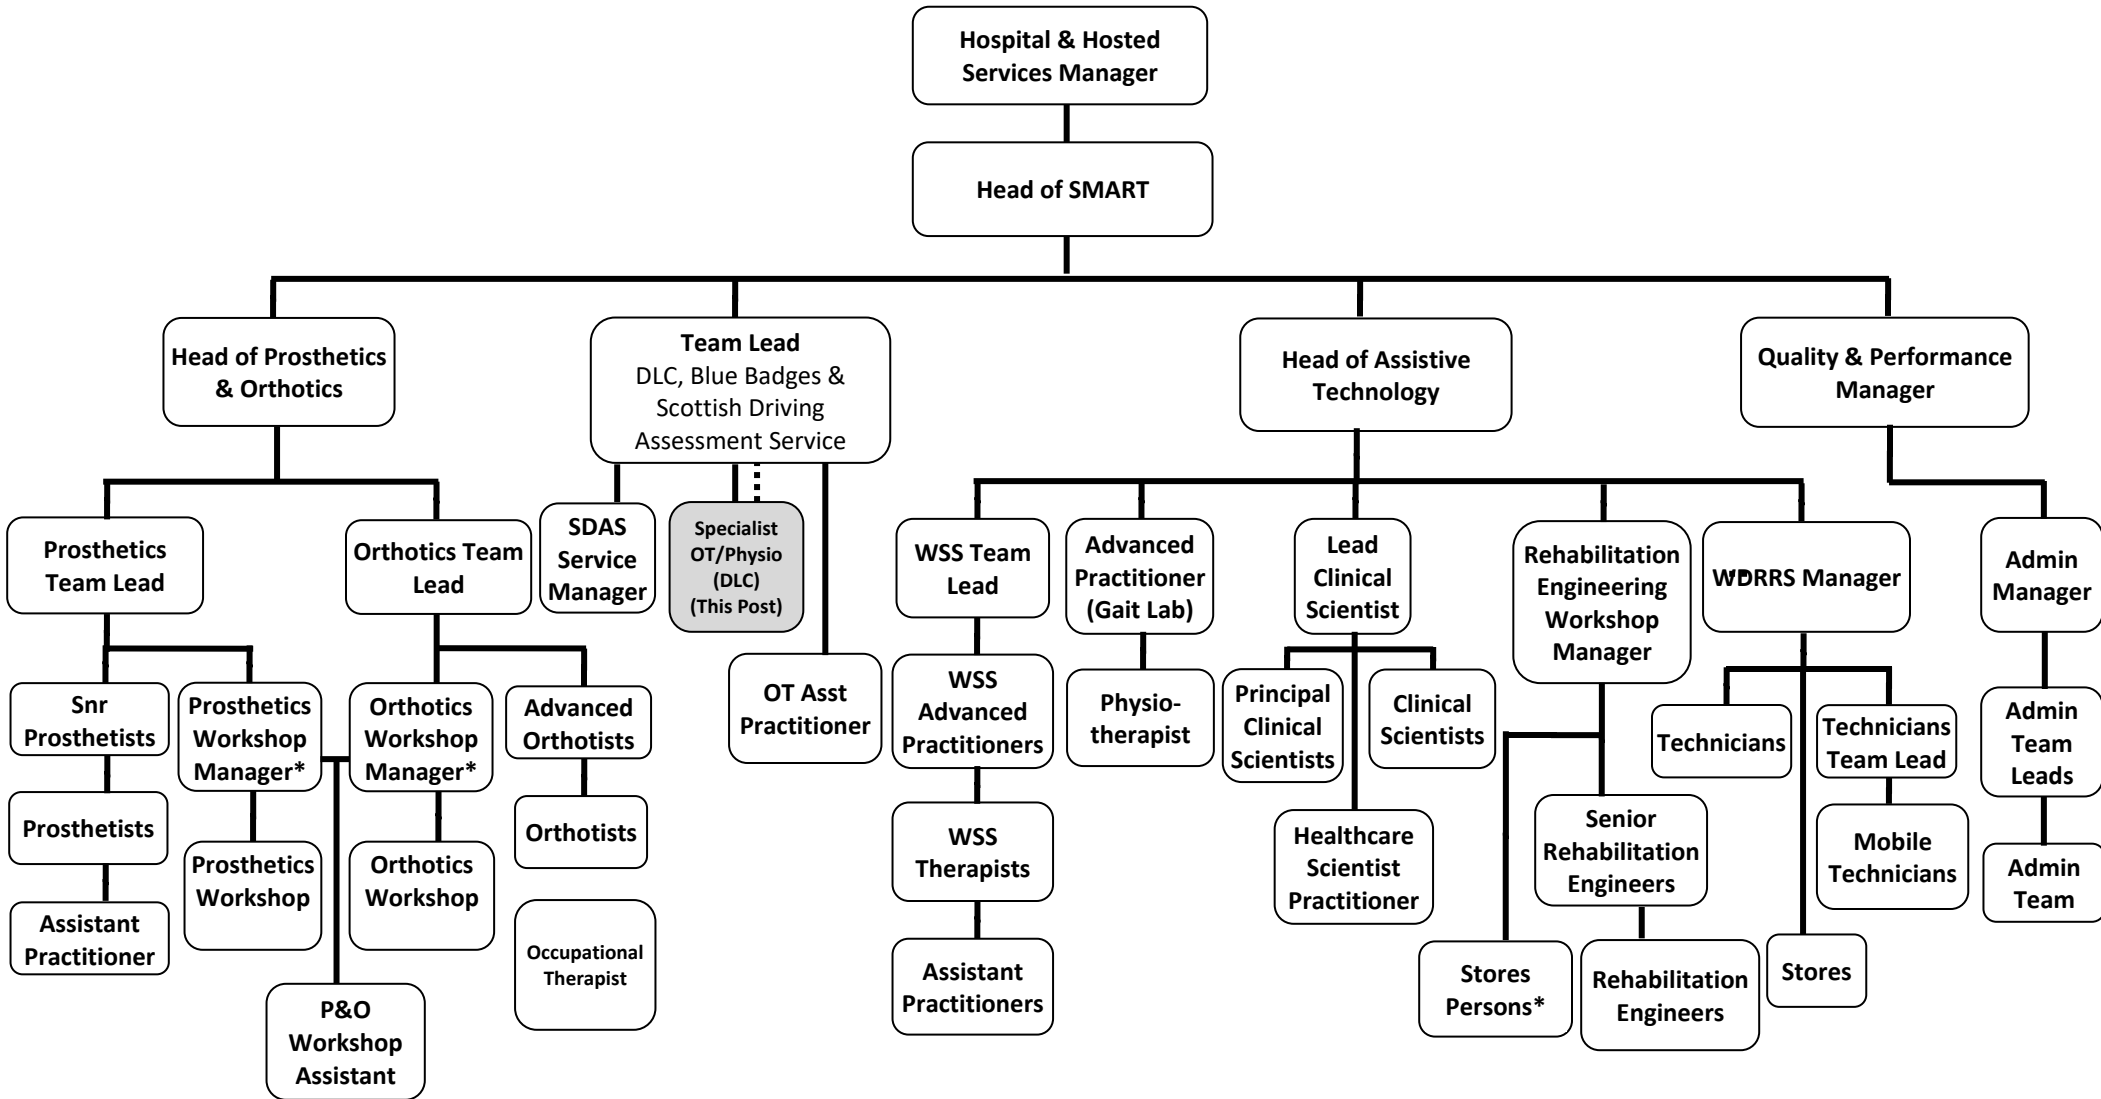 Hospital & Hosted
Services Manager
Head of SMART
Head of Prosthetics
& Orthotics
Team Lead
DLC, Blue Badges &
Scottish Driving
Assessment Service
Head of Assistive
Technology
Quality & Performance
Manager
Prosthetics
Team Lead
Orthotics Team
Lead
SDAS
Service
Manager
Specialist
OT/Physio
(DLC)
(This Post)
WSS Team
Lead
Advanced
Practitioner
(Gait Lab)
Lead
Clinical
Scientist
Rehabilitation
Engineering
Workshop
Manager
Manager
Admin
Manager
Snr
Prosthetists
Prosthetics
Workshop
Manager*
Orthotics
Workshop
Manager*
Advanced
Orthotists
OT Asst
Practitioner
WSS
Advanced
Practitioners
Physio-
therapist
Principal
Clinical
Scientists
Clinical
Scientists
Technicians
Technicians
Team Lead
Admin
Team
Leads
Prosthetists
Prosthetics
Workshop
Orthotics
Workshop
Orthotists
WSS
Therapists
Healthcare
Scientist
Practitioner
Senior
Rehabilitation
Engineers
Mobile
Technicians
Admin
Team
Assistant
Practitioner
Occupational
Therapist
P&O
Workshop
Assistant
Assistant
Practitioners
Stores
Persons*
Rehabilitation
Engineers
Stores